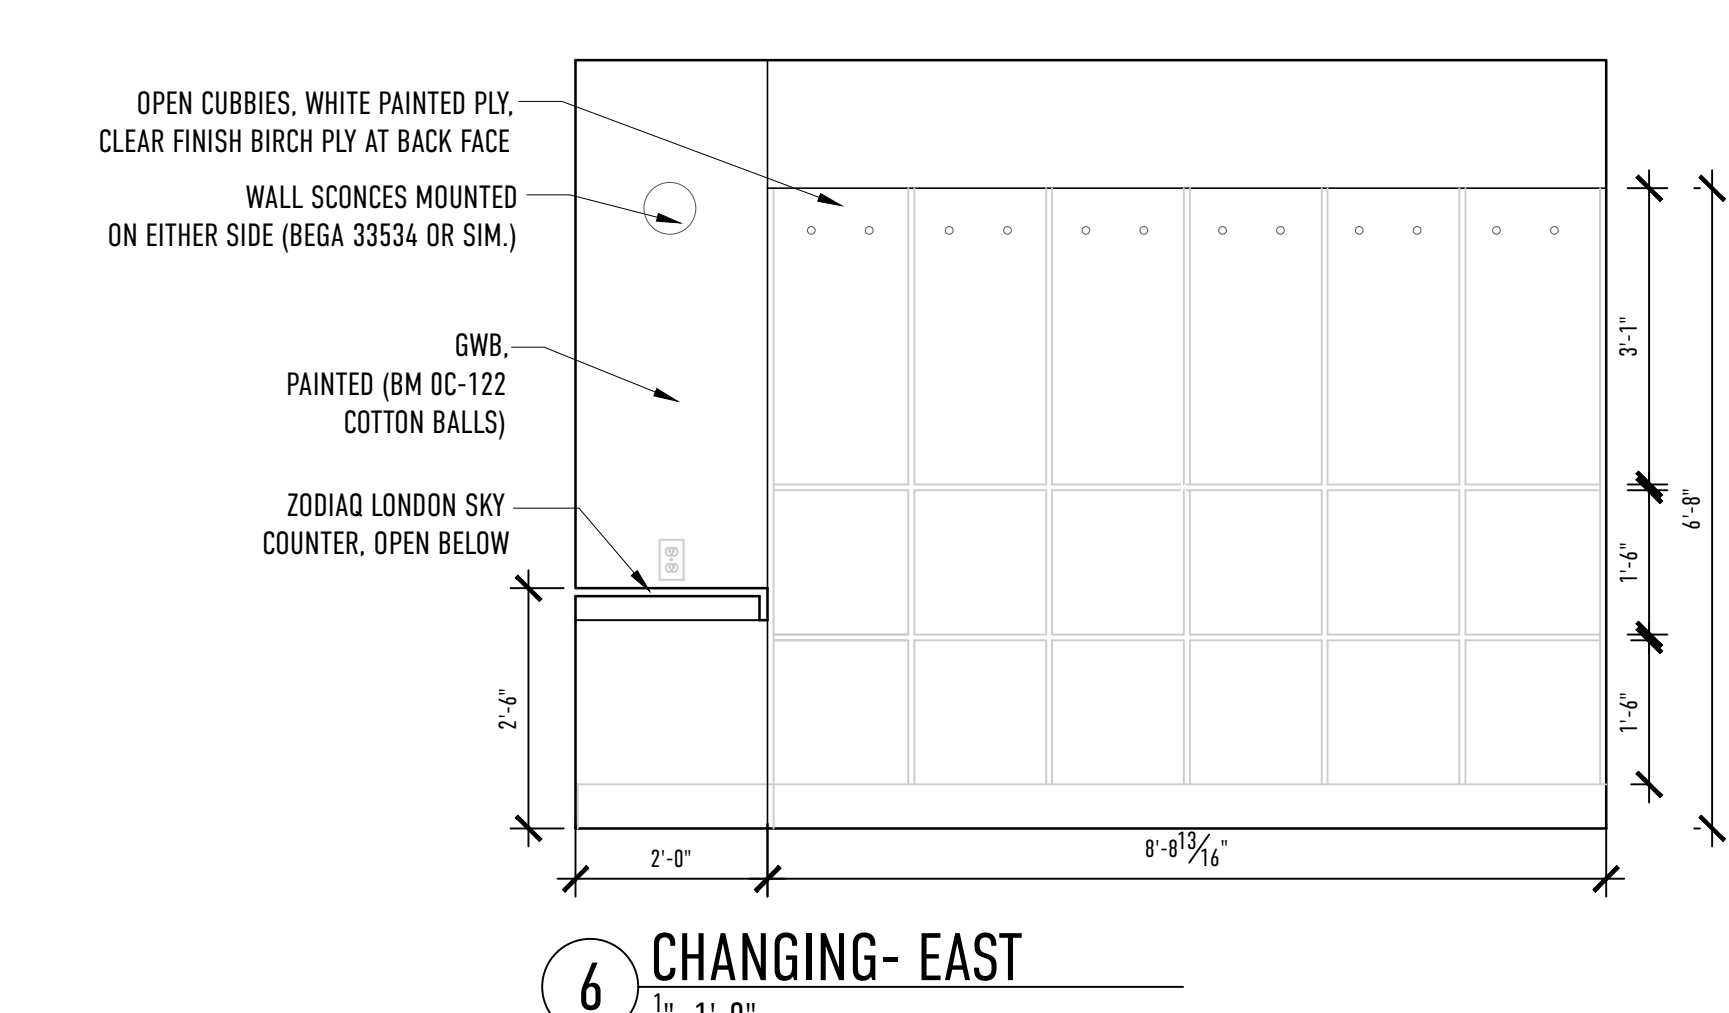 OPEN CUBBIES, WHITE PAINTED PLY,
CLEAR FINISH BIRCH PLY AT BACK FACE
WALL SCONCES MOUNTED
ON EITHER SIDE (BEGA 33534 OR SIM.)
GWB,
PAINTED (BM OC-122
COTTON BALLS)
ZODIAQ LONDON SKY
COUNTER, OPEN BELOW
3'-1"
6'-8"
1'-6"
1'-6"
2'-6"
2'-0"
8'-8 13/16"
6
CHANGING- EAST